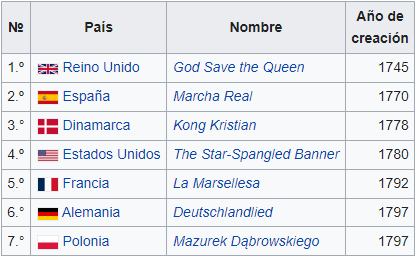 Nº País Nombre Año de creación
1.º Reino Unido God Save the Queen 1745
2.º España Marcha Real 1770
3.º Dinamarca Kong Kristian 1778
4.º Estados Unidos The Star-Spangled Banner 1780
5.º Francia La Marsellesa 1792
6.º Alemania Deutschlandlied 1797
7.º Polonia Mazurek Dąbrowskiego 1797